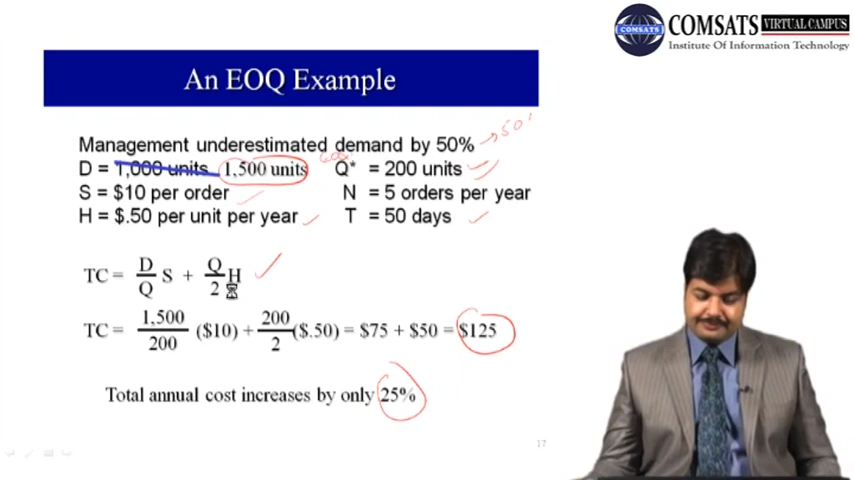 COMSATS
COMSATS VIRTUAL CAMPUS
Institute Of Information Technology
An EOQ Example
Management underestimated demand by 50% → 50
D = 1,000 units 1,500 units Q* = 200 units
S = $10 per order N = 5 orders per year
H = $.50 per unit per year T = 50 days
TC = D/Q S + Q/2 H
TC = 1,500/200 ($10) + 200/2 ($.50) = $75 + $50 = $125
Total annual cost increases by only 25%
17